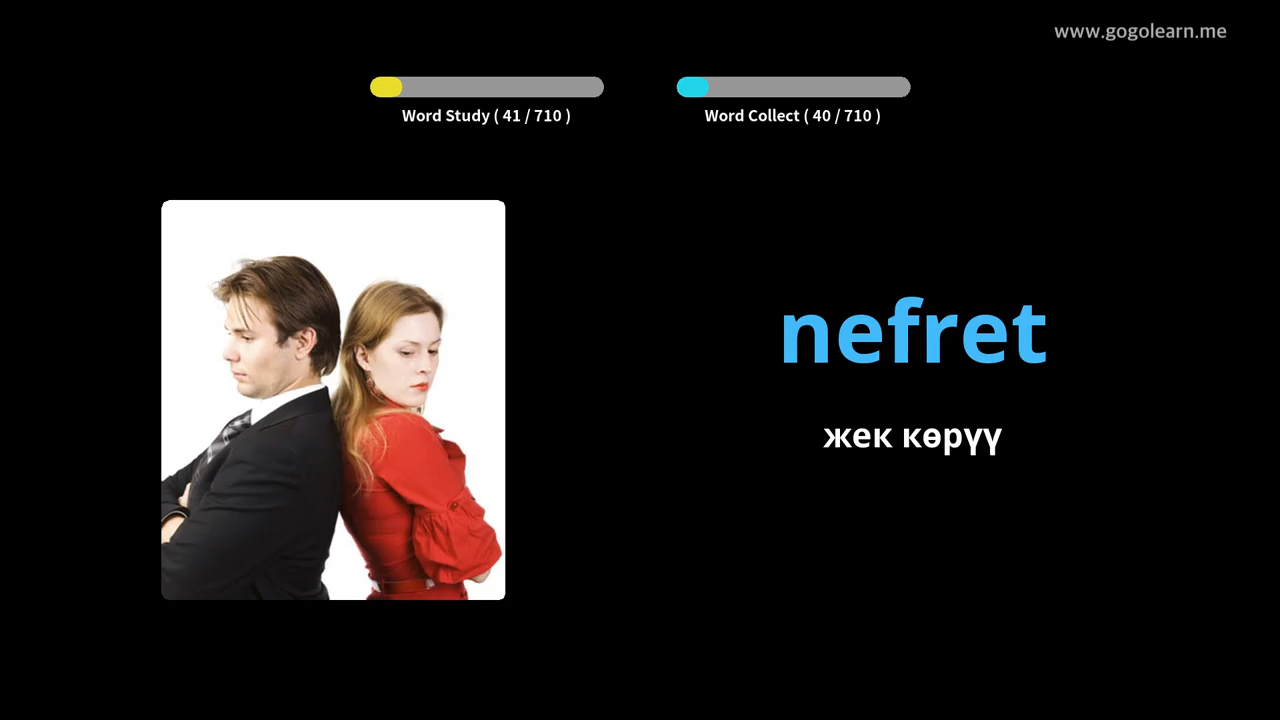 www.gogolearn.me
Word Study ( 41 / 710 )
Word Collect ( 40 / 710 )
nefret
жек көрүү